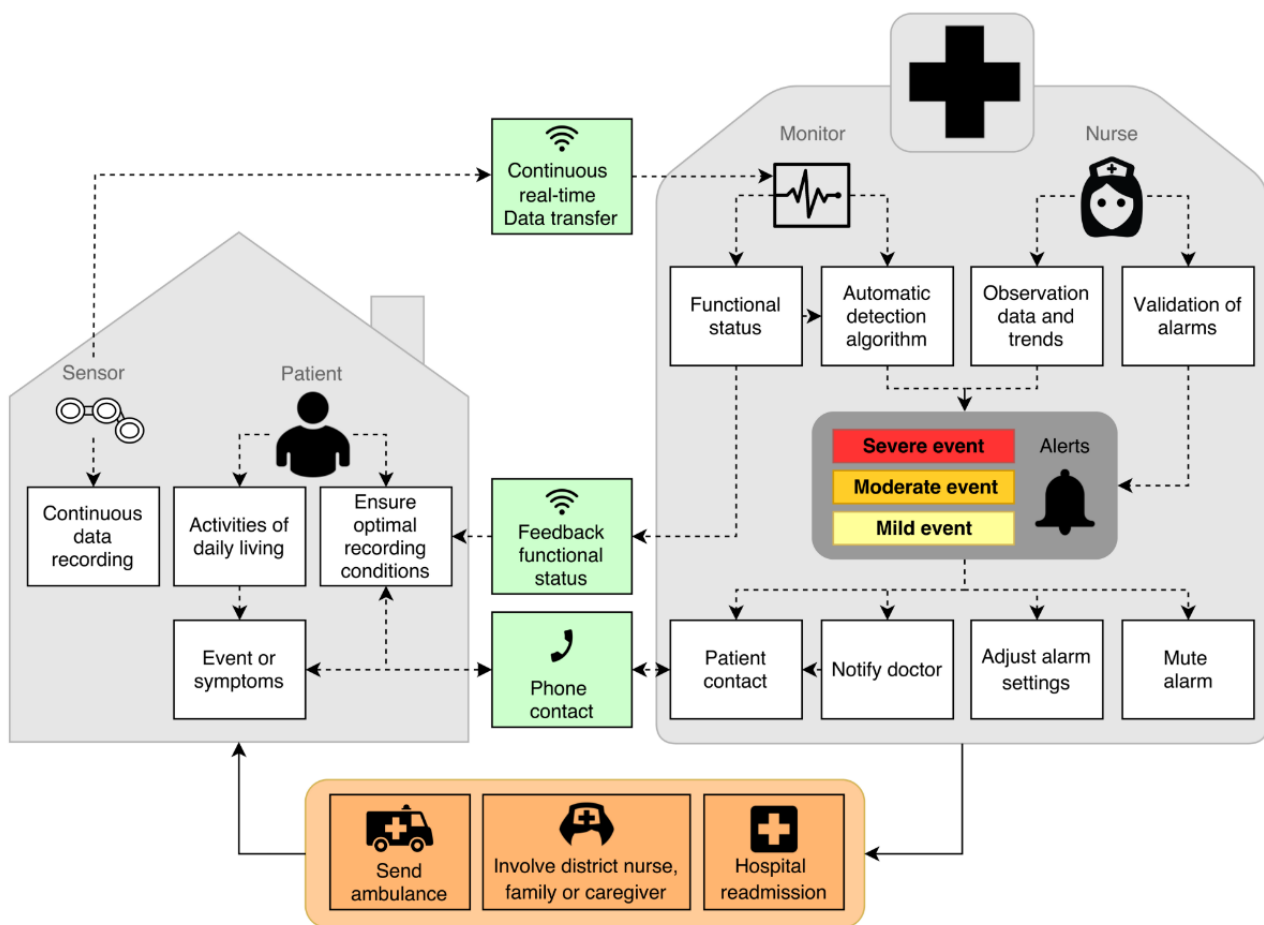 Continuous
real-time
Data transfer
Monitor
Nurse
Functional
status
Automatic
detection
algorithm
Observation
data and
trends
Validation of
alarms
Sensor
Patient
Continuous
data
recording
Activities of
daily living
Ensure
optimal
recording
conditions
Feedback
functional
status
Severe event
Moderate event
Mild event
Alerts
Event or
symptoms
Phone
contact
Patient
contact
Notify doctor
Adjust alarm
settings
Mute
alarm
Send
ambulance
Involve district nurse,
family or caregiver
Hospital
readmission